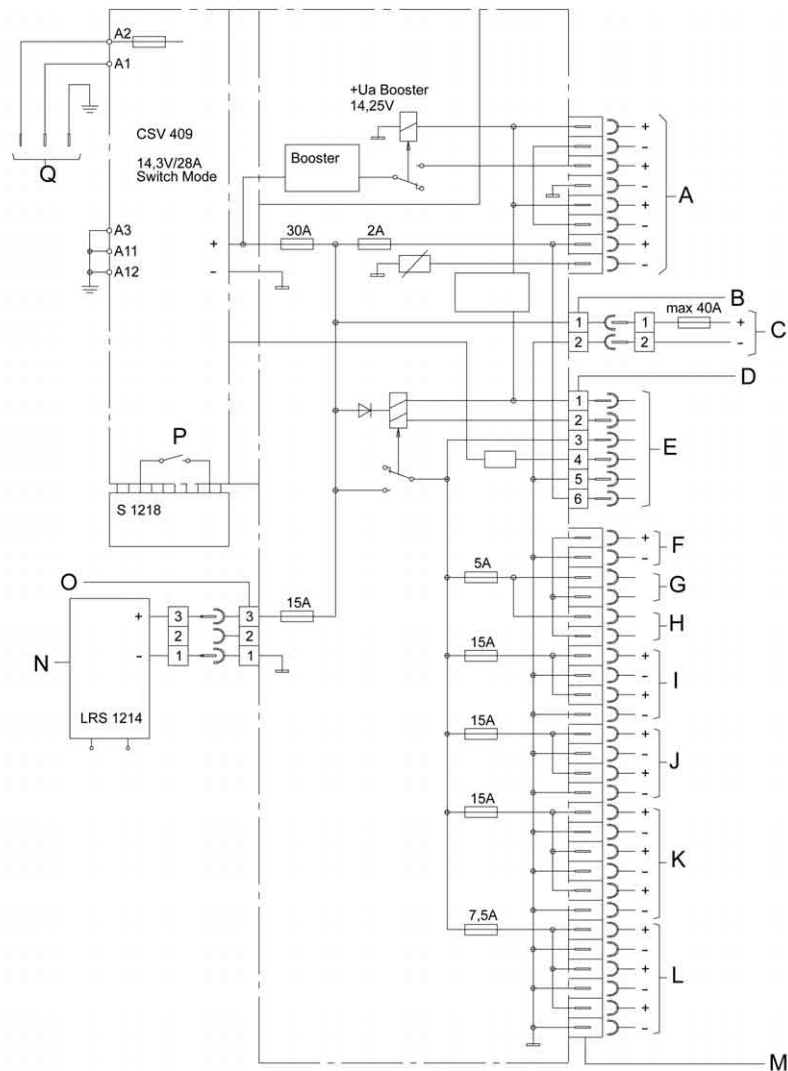 A2
A1
Q
CSV 409
14,3V/28A
Switch Mode
+Ua Booster
14,25V
Booster
+
-
+
-
+
-
+
-
A
A3
A11
A12
+
-
30A
2A
B
1
1
max 40A
+
2
2
-
C
D
1
2
3
4
5
6
E
P
S 1218
+
-
F
5A
G
H
O
15A
+
3
3
2
2
-
1
1
N
LRS 1214
15A
+
-
+
-
I
15A
+
-
+
-
J
15A
+
-
+
-
+
-
K
7,5A
+
-
+
-
+
-
L
M